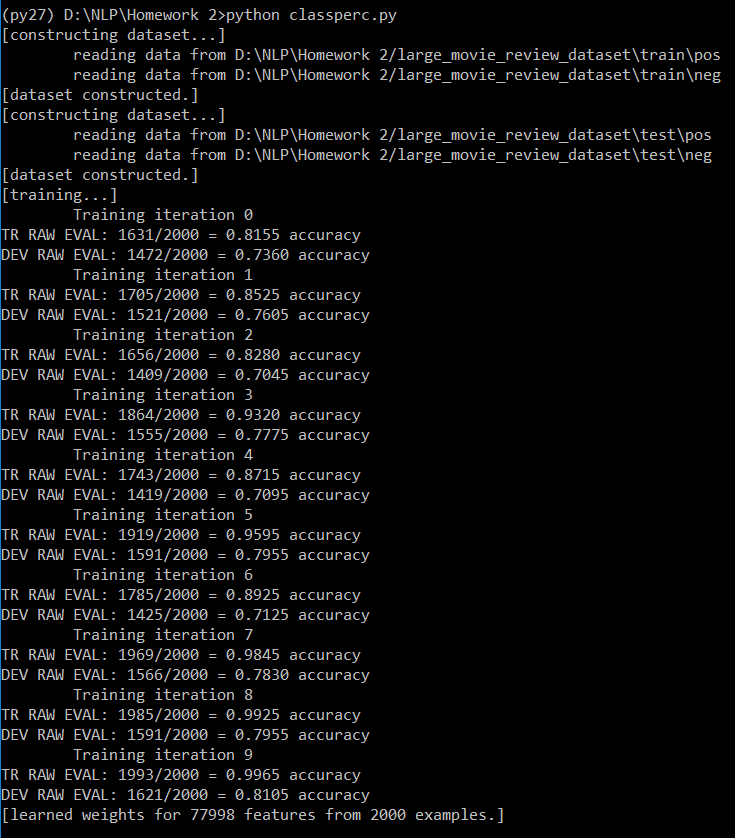 (py27) D:\NLP\Homework 2>python classperc.py
[constructing dataset...]
        reading data from D:\NLP\Homework 2/large_movie_review_dataset\train\pos
        reading data from D:\NLP\Homework 2/large_movie_review_dataset\train\neg
[dataset constructed.]
[constructing dataset...]
        reading data from D:\NLP\Homework 2/large_movie_review_dataset\test\pos
        reading data from D:\NLP\Homework 2/large_movie_review_dataset\test\neg
[dataset constructed.]
[training...]
        Training iteration 0
TR RAW EVAL: 1631/2000 = 0.8155 accuracy
DEV RAW EVAL: 1472/2000 = 0.7360 accuracy
        Training iteration 1
TR RAW EVAL: 1705/2000 = 0.8525 accuracy
DEV RAW EVAL: 1521/2000 = 0.7605 accuracy
        Training iteration 2
TR RAW EVAL: 1656/2000 = 0.8280 accuracy
DEV RAW EVAL: 1409/2000 = 0.7045 accuracy
        Training iteration 3
TR RAW EVAL: 1864/2000 = 0.9320 accuracy
DEV RAW EVAL: 1555/2000 = 0.7775 accuracy
        Training iteration 4
TR RAW EVAL: 1743/2000 = 0.8715 accuracy
DEV RAW EVAL: 1419/2000 = 0.7095 accuracy
        Training iteration 5
TR RAW EVAL: 1919/2000 = 0.9595 accuracy
DEV RAW EVAL: 1591/2000 = 0.7955 accuracy
        Training iteration 6
TR RAW EVAL: 1785/2000 = 0.8925 accuracy
DEV RAW EVAL: 1425/2000 = 0.7125 accuracy
        Training iteration 7
TR RAW EVAL: 1969/2000 = 0.9845 accuracy
DEV RAW EVAL: 1566/2000 = 0.7830 accuracy
        Training iteration 8
TR RAW EVAL: 1985/2000 = 0.9925 accuracy
DEV RAW EVAL: 1591/2000 = 0.7955 accuracy
        Training iteration 9
TR RAW EVAL: 1993/2000 = 0.9965 accuracy
DEV RAW EVAL: 1621/2000 = 0.8105 accuracy
[learned weights for 77998 features from 2000 examples.]